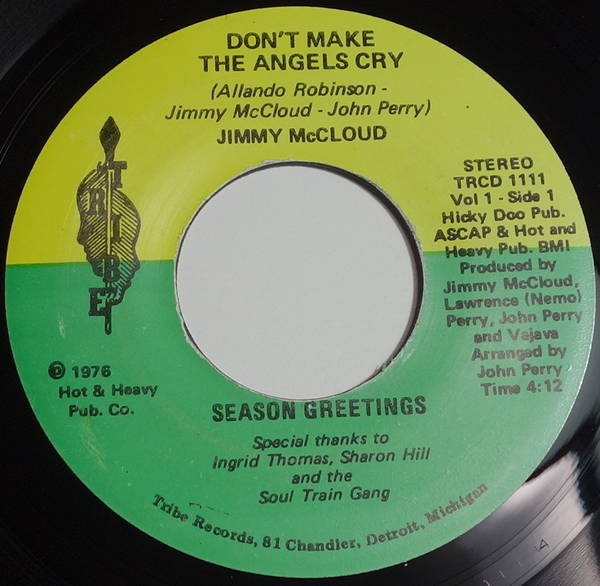 DON'T MAKE
THE ANGELS CRY
(Allando Robinson -
Jimmy McCloud - John Perry)
JIMMY McCLOUD
TRIBE
STEREO
TRCD 1111
Vol 1 - Side 1
Hicky Doo Pub.
ASCAP & Hot and
Heavy Pub. BMI
Produced by
Jimmy McCloud,
Lawrence (Nemo)
Perry, John Perry
and Vajava
Arranged by
John Perry
Time 4:12
℗ 1976
Hot & Heavy
Pub. Co.
SEASON GREETINGS
Special thanks to
Ingrid Thomas, Sharon Hill
and the
Soul Train Gang
Tribe Records, 81 Chandler, Detroit, Michigan